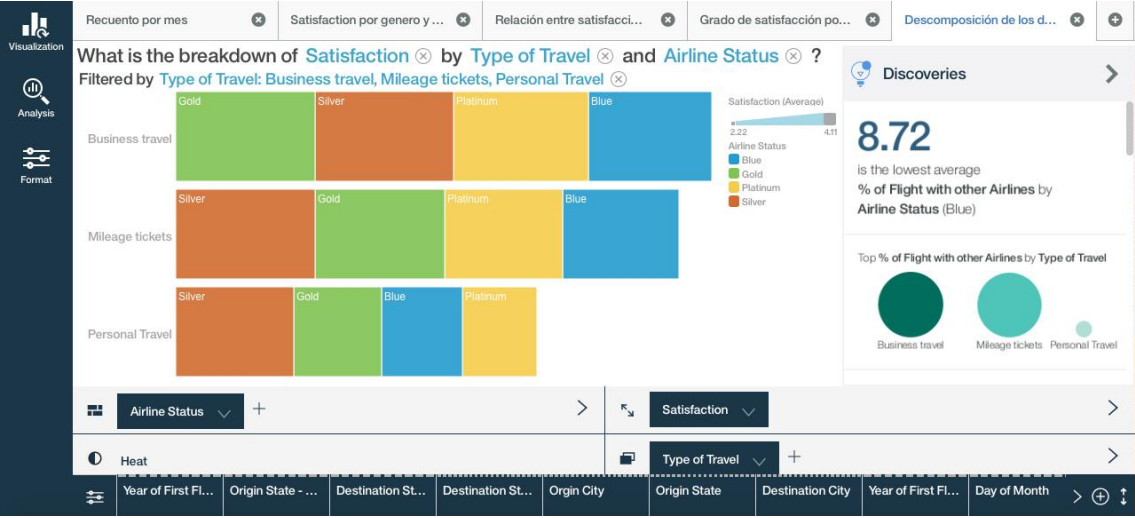 Visualization
Analysis
Format
Recuento por mes
Satisfaction por genero y ...
Relación entre satisfacci...
Grado de satisfacción po...
Descomposición de los d...
What is the breakdown of Satisfaction by Type of Travel and Airline Status ?
Filtered by Type of Travel: Business travel, Mileage tickets, Personal Travel
Business travel
Gold
Silver
Platinum
Blue
Mileage tickets
Silver
Gold
Platinum
Blue
Personal Travel
Silver
Gold
Blue
Platinum
Satisfaction (Average)
2.22
4.11
Airline Status
Blue
Gold
Platinum
Silver
Discoveries
8.72
is the lowest average
% of Flight with other Airlines by
Airline Status (Blue)
Top % of Flight with other Airlines by Type of Travel
Business travel
Mileage tickets
Personal Travel
Airline Status
Satisfaction
Heat
Type of Travel
Year of First Fl...
Origin State - ...
Destination St...
Destination St...
Orgin City
Origin State
Destination City
Year of First Fl...
Day of Month